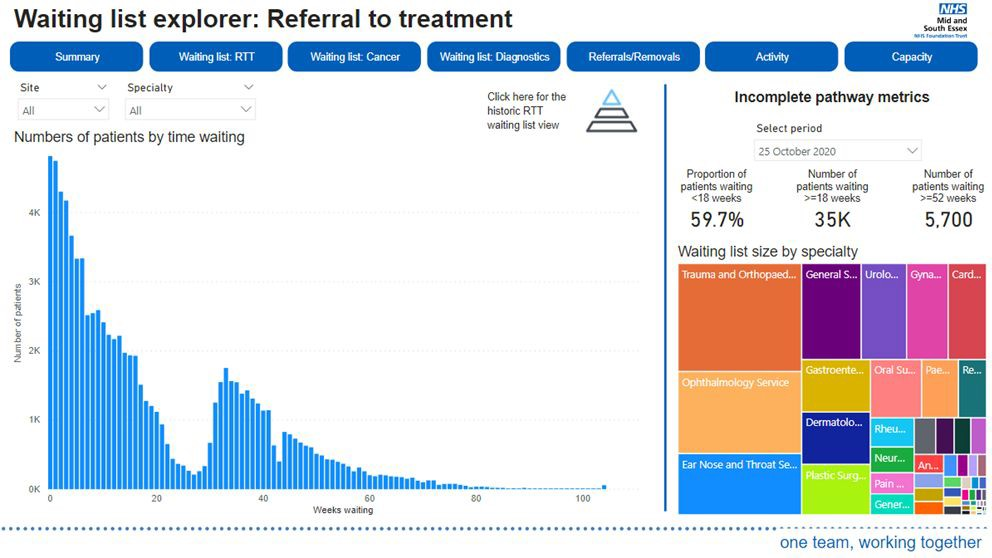 Waiting list explorer: Referral to treatment
NHS
Mid and
South Essex
NHS Foundation Trust
Summary
Waiting list: RTT
Waiting list: Cancer
Waiting list: Diagnostics
Referrals/Removals
Activity
Capacity
Site
All
Specialty
All
Click here for the
historic RTT
waiting list view
Numbers of patients by time waiting
Number of patients
4K
3K
2K
1K
0K
0
20
40
60
80
100
Weeks waiting
Incomplete pathway metrics
Select period
25 October 2020
Proportion of
patients waiting
<18 weeks
59.7%
Number of
patients waiting
>=18 weeks
35K
Number of
patients waiting
>=52 weeks
5,700
Waiting list size by specialty
Trauma and Orthopaed...
General S...
Urolo...
Gyna...
Card...
Ophthalmology Service
Gastroente...
Oral Su...
Pae...
Re...
Dermatolo...
Rheu...
Ear Nose and Throat Se...
Neur...
An...
Plastic Surg...
Pain ...
Gener...
one team, working together